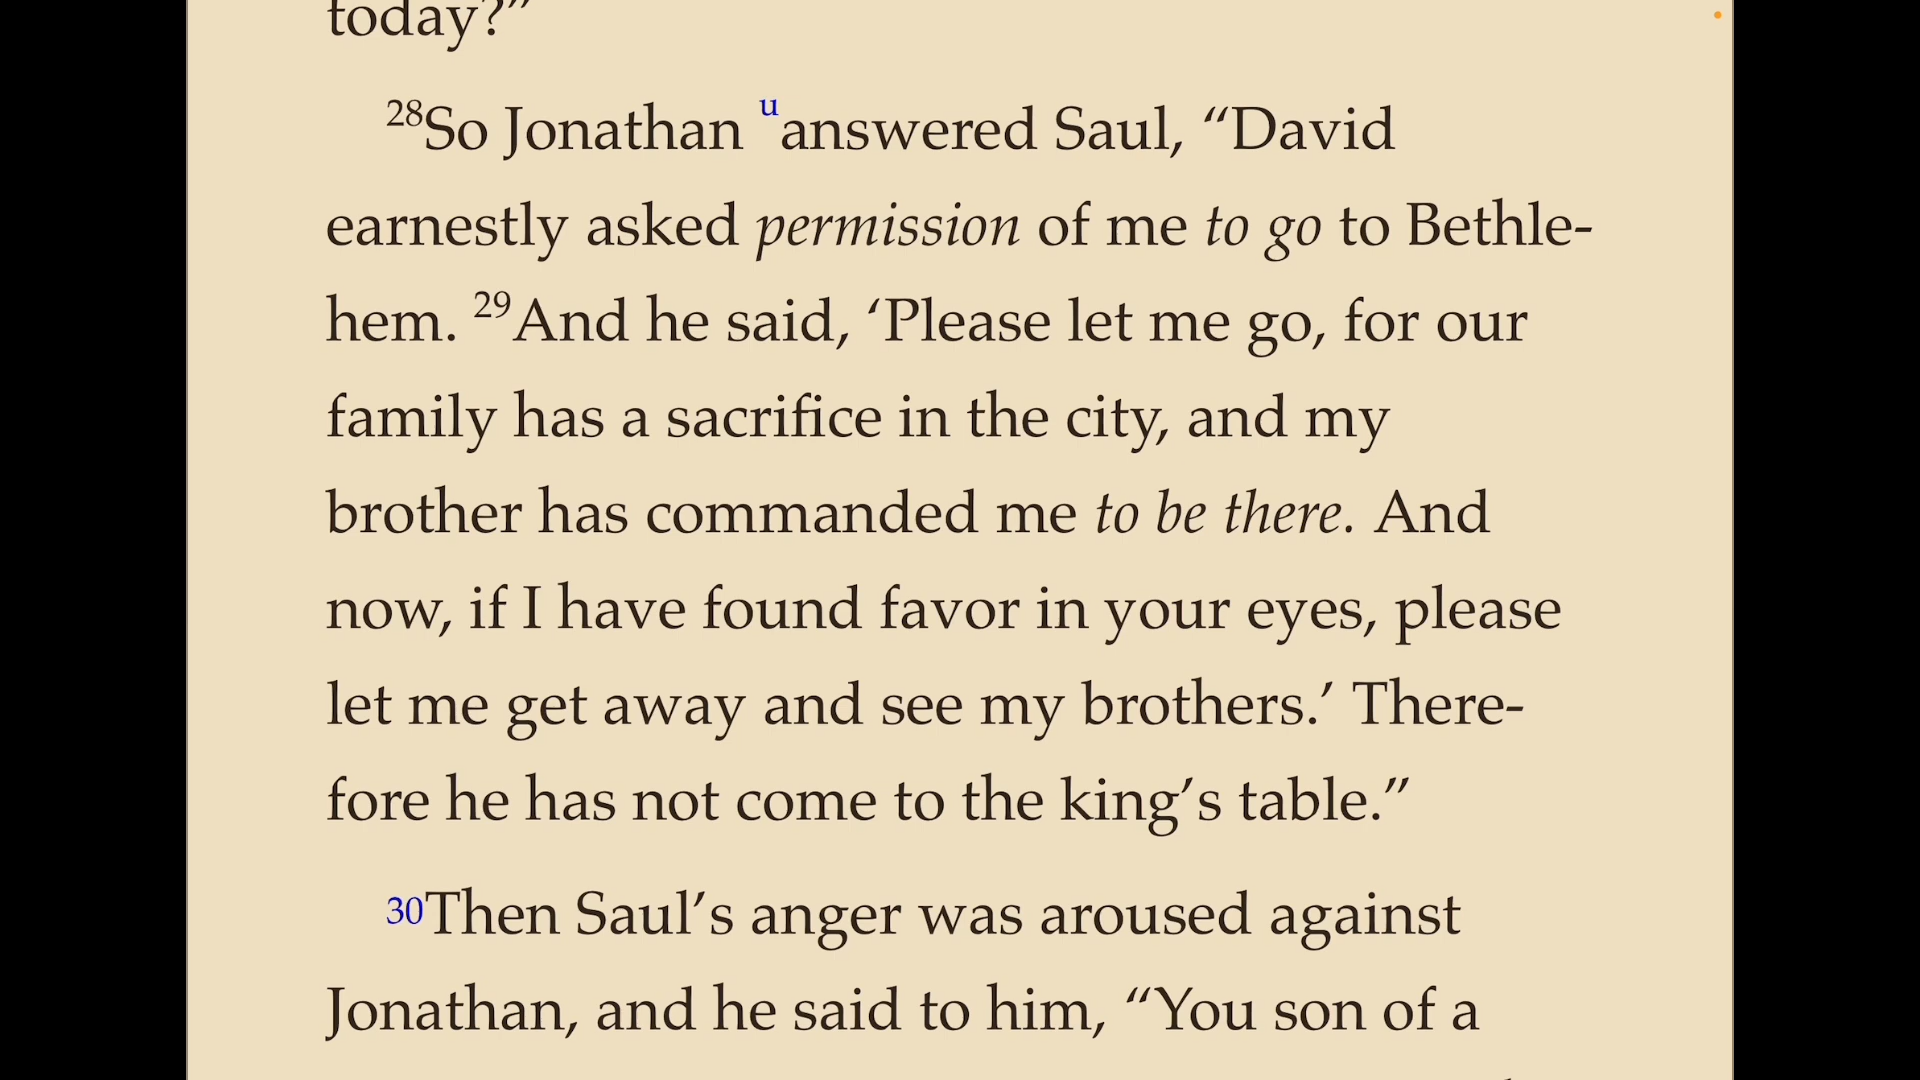 today?”
28So Jonathan uanswered Saul, “David
earnestly asked permission of me to go to Bethle-
hem. 29And he said, ‘Please let me go, for our
family has a sacrifice in the city, and my
brother has commanded me to be there. And
now, if I have found favor in your eyes, please
let me get away and see my brothers.’ There-
fore he has not come to the king’s table.”
30Then Saul’s anger was aroused against
Jonathan, and he said to him, “You son of a